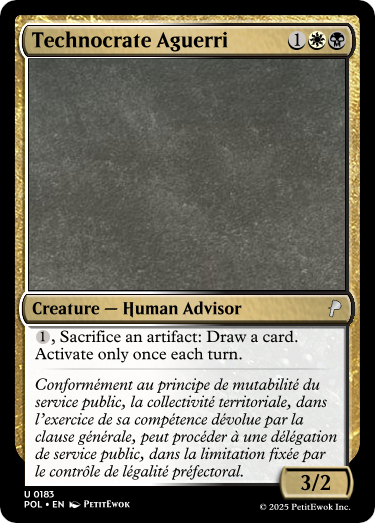 Technocrate Aguerri 1
Creature — Human Advisor
1, Sacrifice an artifact: Draw a card.
Activate only once each turn.
Conformément au principe de mutabilité du
service public, la collectivité territoriale, dans
l'exercice de sa compétence dévolue par la
clause générale, peut procéder à une délégation
de service public, dans la limitation fixée par
le contrôle de légalité préfectoral.
3/2
U 0183
POL • EN PetitEwok
© 2025 PetitEwok Inc.